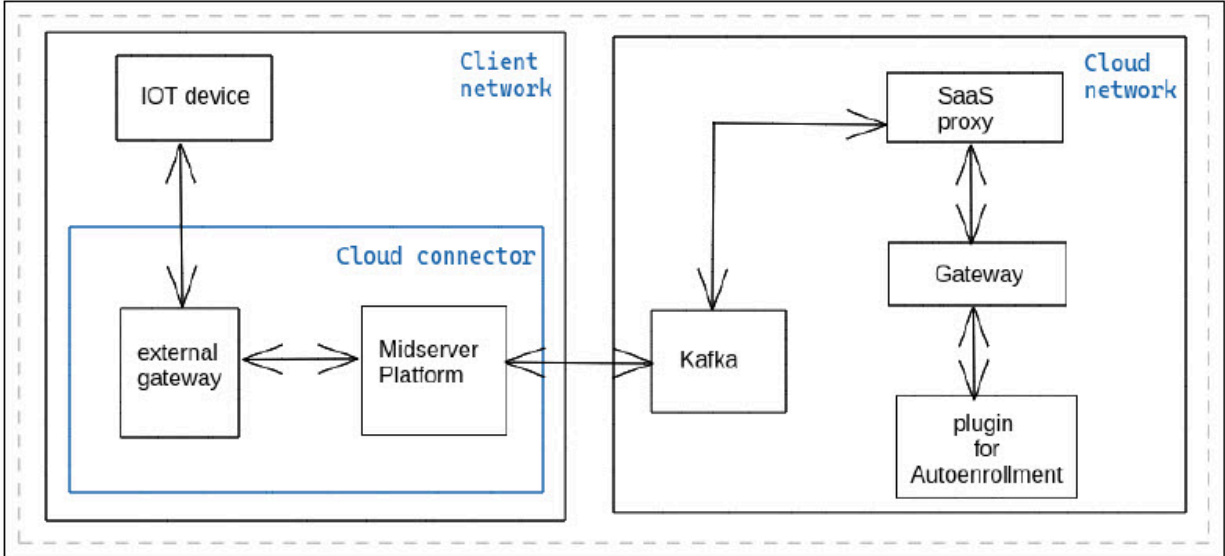 Client
network
IOT device
Cloud connector
external
gateway
Midserver
Platform
Cloud
network
SaaS
proxy
Gateway
Kafka
plugin
for
Autoenrollment